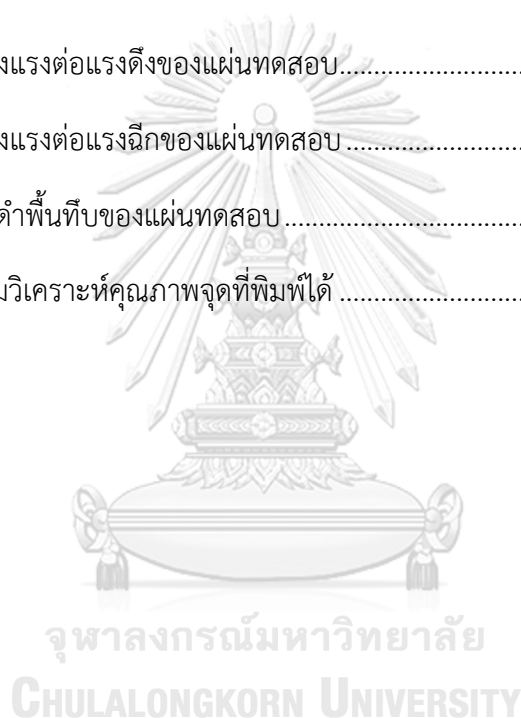 งแรงต่อแรงดึงของแผ่นทดสอบ............................
งแรงต่อแรงฉีกของแผ่นทดสอบ............................
ดำพื้นทึบของแผ่นทดสอบ....................................
มวิเคราะห์คุณภาพจุดที่พิมพ์ได้............................
จุฬาลงกรณ์มหาวิทยาลัย
CHULALONGKORN UNIVERSITY